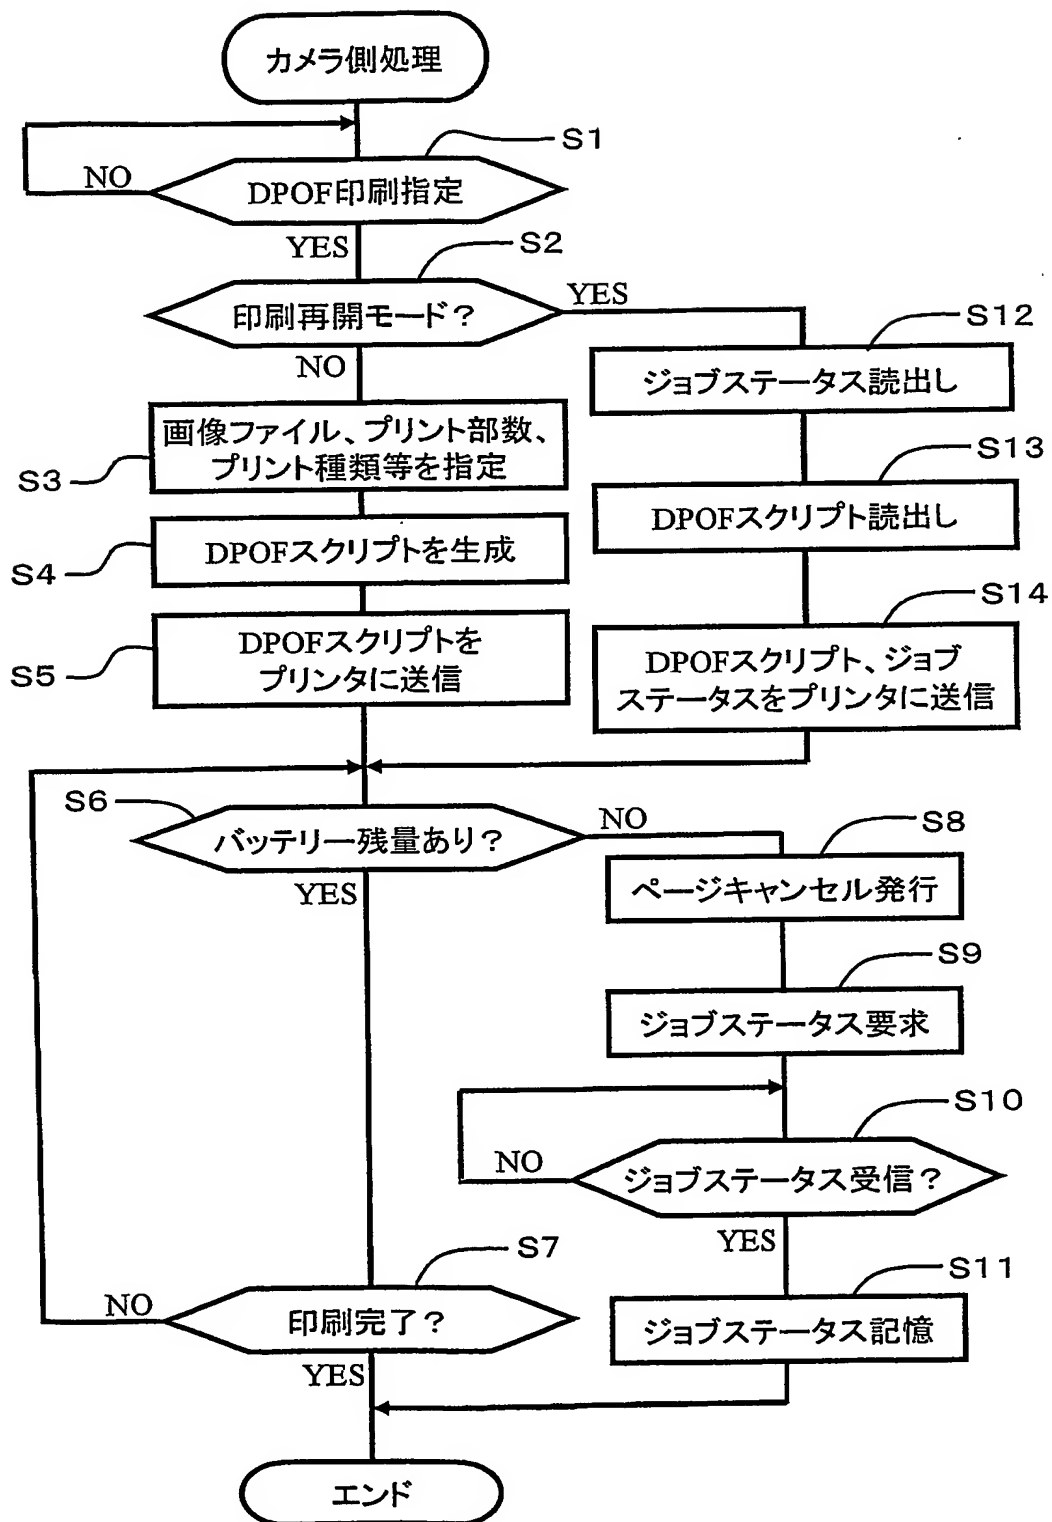 カメラ側処理
S1
NO
DPOF印刷指定
YES
S2
印刷再開モード?
YES
NO
S12
ジョブステータス読出し
画像ファイル、プリント部数、
プリント種類等を指定
S3
S13
DPOFスクリプト読出し
DPOFスクリプトを生成
S4
S14
DPOFスクリプト、ジョブ
ステータスをプリンタに送信
DPOFスクリプトを
プリンタに送信
S5
S6
バッテリー残量あり?
NO
YES
S8
ページキャンセル発行
S9
ジョブステータス要求
S10
NO
ジョブステータス受信?
YES
S7
印刷完了?
NO
YES
S11
ジョブステータス記憶
エンド